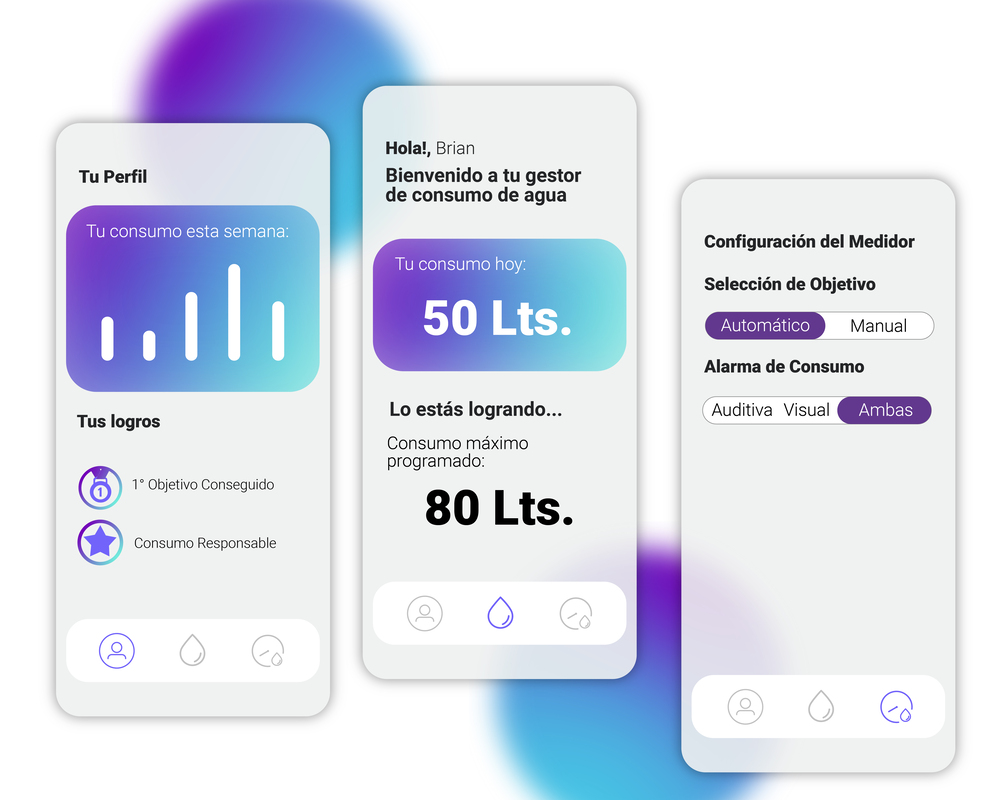 Tu Perfil
Tu consumo esta semana:
Tus logros
1
1° Objetivo Conseguido
Consumo Responsable
Hola!, Brian
Bienvenido a tu gestor
de consumo de agua
Tu consumo hoy:
50 Lts.
Lo estás logrando...
Consumo máximo
programado:
80 Lts.
Configuración del Medidor
Selección de Objetivo
Automático Manual
Alarma de Consumo
Auditiva Visual Ambas